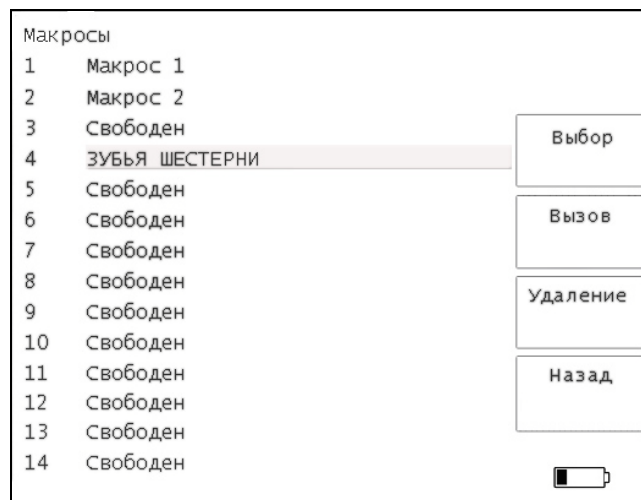 Макросы
1 Макрос 1
2 Макрос 2
3 Свободен
4 ЗУБЬЯ ШЕСТЕРНИ
5 Свободен
6 Свободен
7 Свободен
8 Свободен
9 Свободен
10 Свободен
11 Свободен
12 Свободен
13 Свободен
14 Свободен
Выбор
Вызов
Удаление
Назад